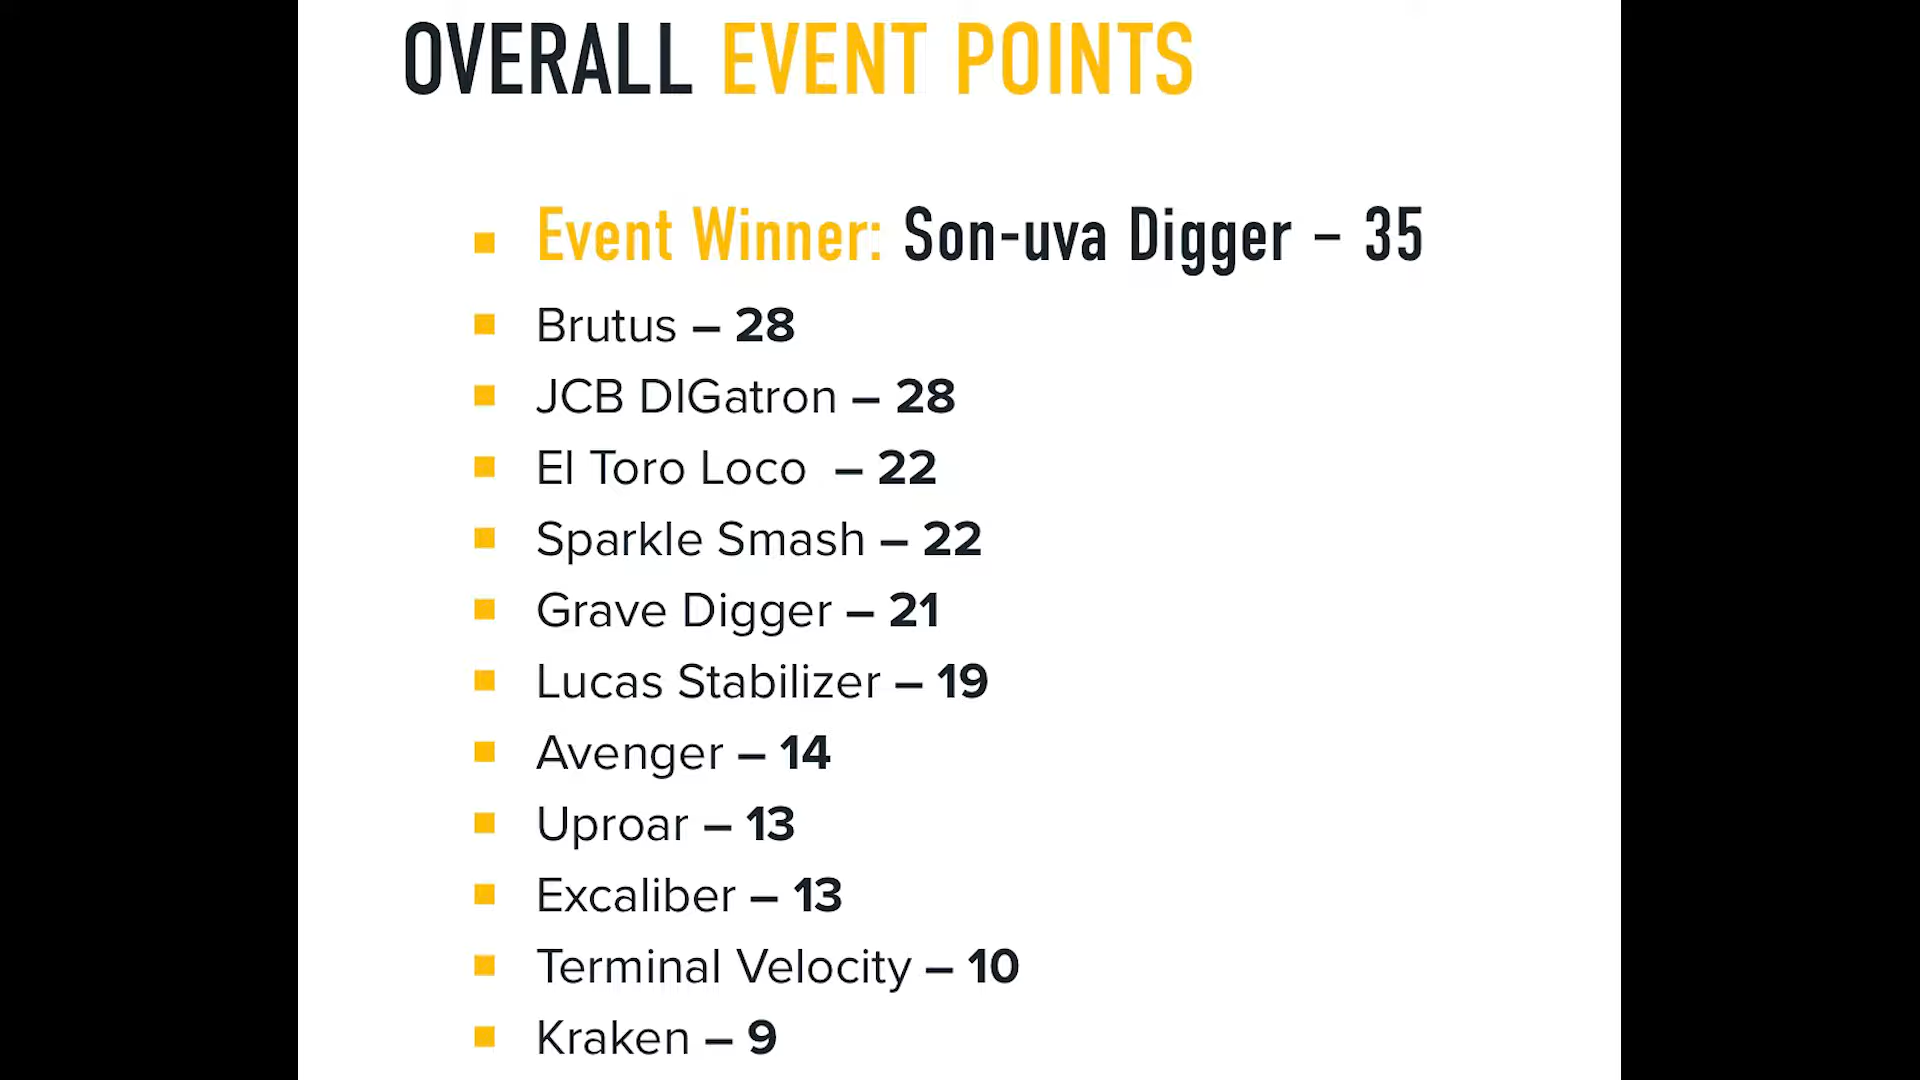 OVERALL EVENT POINTS
Event Winner: Son-uva Digger – 35
Brutus – 28
JCB DIGatron – 28
El Toro Loco – 22
Sparkle Smash – 22
Grave Digger – 21
Lucas Stabilizer – 19
Avenger – 14
Uproar – 13
Excaliber – 13
Terminal Velocity – 10
Kraken – 9